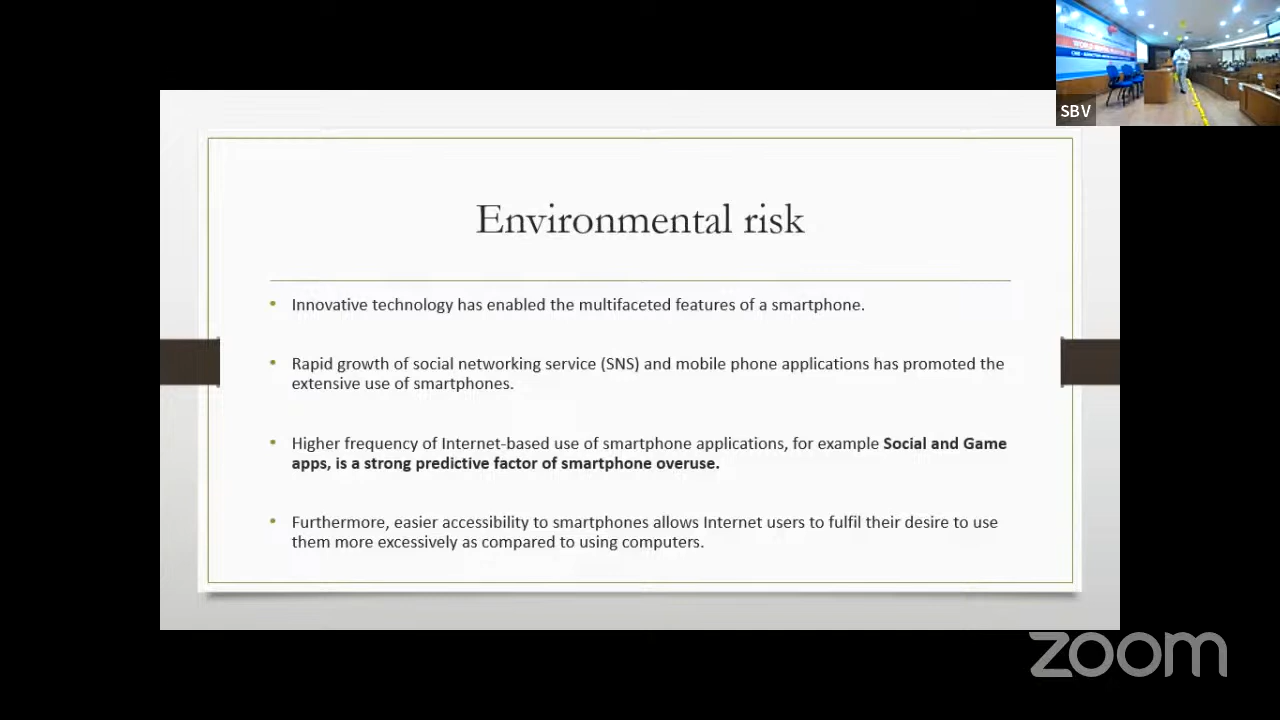 SBV
Environmental risk
• Innovative technology has enabled the multifaceted features of a smartphone.
• Rapid growth of social networking service (SNS) and mobile phone applications has promoted the
extensive use of smartphones.
• Higher frequency of Internet-based use of smartphone applications, for example Social and Game
apps, is a strong predictive factor of smartphone overuse.
• Furthermore, easier accessibility to smartphones allows Internet users to fulfil their desire to use
them more excessively as compared to using computers.
zoom